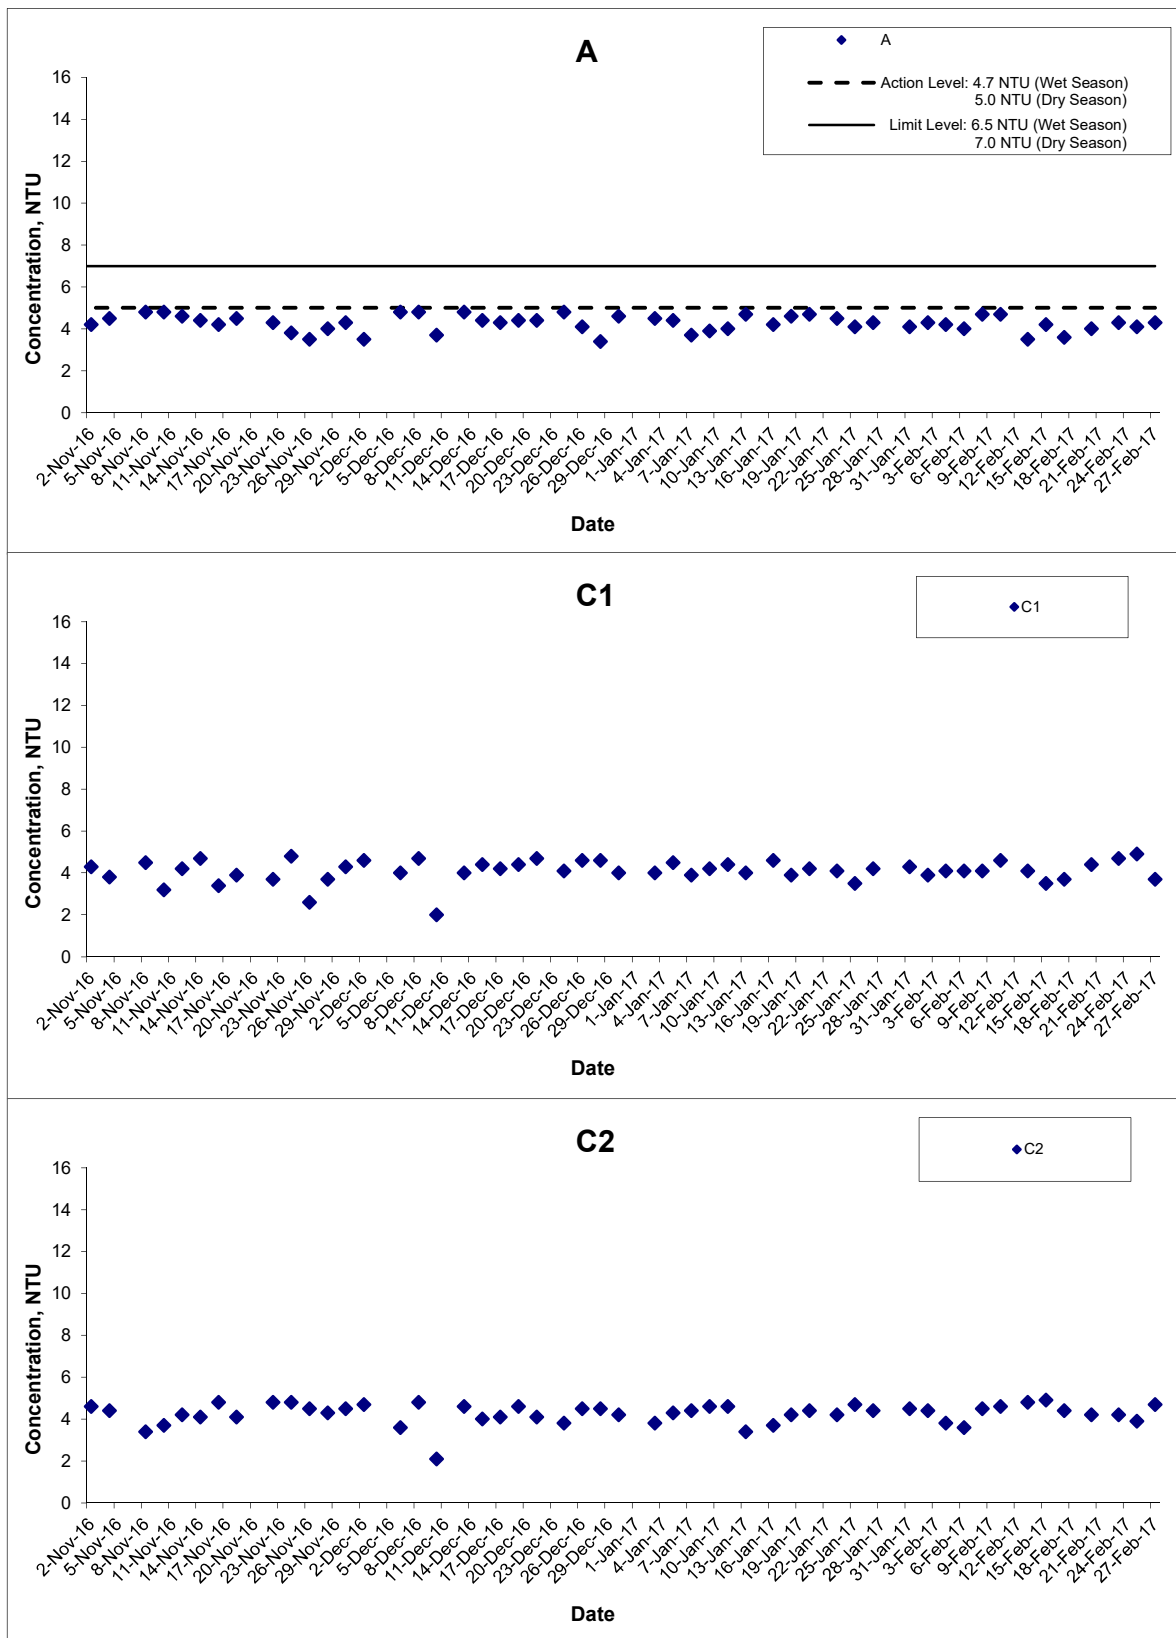 A
A
Action Level: 4.7 NTU (Wet Season)
5.0 NTU (Dry Season)
Limit Level: 6.5 NTU (Wet Season)
7.0 NTU (Dry Season)
Concentration, NTU
16
14
12
10
8
6
4
2
0
2-Nov-16
5-Nov-16
8-Nov-16
11-Nov-16
14-Nov-16
17-Nov-16
20-Nov-16
23-Nov-16
26-Nov-16
29-Nov-16
2-Dec-16
5-Dec-16
8-Dec-16
11-Dec-16
14-Dec-16
17-Dec-16
20-Dec-16
23-Dec-16
26-Dec-16
29-Dec-16
1-Jan-17
4-Jan-17
7-Jan-17
10-Jan-17
13-Jan-17
16-Jan-17
19-Jan-17
22-Jan-17
25-Jan-17
28-Jan-17
31-Jan-17
3-Feb-17
6-Feb-17
9-Feb-17
12-Feb-17
15-Feb-17
18-Feb-17
21-Feb-17
24-Feb-17
27-Feb-17
Date
C1
C1
Concentration, NTU
16
14
12
10
8
6
4
2
0
2-Nov-16
5-Nov-16
8-Nov-16
11-Nov-16
14-Nov-16
17-Nov-16
20-Nov-16
23-Nov-16
26-Nov-16
29-Nov-16
2-Dec-16
5-Dec-16
8-Dec-16
11-Dec-16
14-Dec-16
17-Dec-16
20-Dec-16
23-Dec-16
26-Dec-16
29-Dec-16
1-Jan-17
4-Jan-17
7-Jan-17
10-Jan-17
13-Jan-17
16-Jan-17
19-Jan-17
22-Jan-17
25-Jan-17
28-Jan-17
31-Jan-17
3-Feb-17
6-Feb-17
9-Feb-17
12-Feb-17
15-Feb-17
18-Feb-17
21-Feb-17
24-Feb-17
27-Feb-17
Date
C2
C2
Concentration, NTU
16
14
12
10
8
6
4
2
0
2-Nov-16
5-Nov-16
8-Nov-16
11-Nov-16
14-Nov-16
17-Nov-16
20-Nov-16
23-Nov-16
26-Nov-16
29-Nov-16
2-Dec-16
5-Dec-16
8-Dec-16
11-Dec-16
14-Dec-16
17-Dec-16
20-Dec-16
23-Dec-16
26-Dec-16
29-Dec-16
1-Jan-17
4-Jan-17
7-Jan-17
10-Jan-17
13-Jan-17
16-Jan-17
19-Jan-17
22-Jan-17
25-Jan-17
28-Jan-17
31-Jan-17
3-Feb-17
6-Feb-17
9-Feb-17
12-Feb-17
15-Feb-17
18-Feb-17
21-Feb-17
24-Feb-17
27-Feb-17
Date